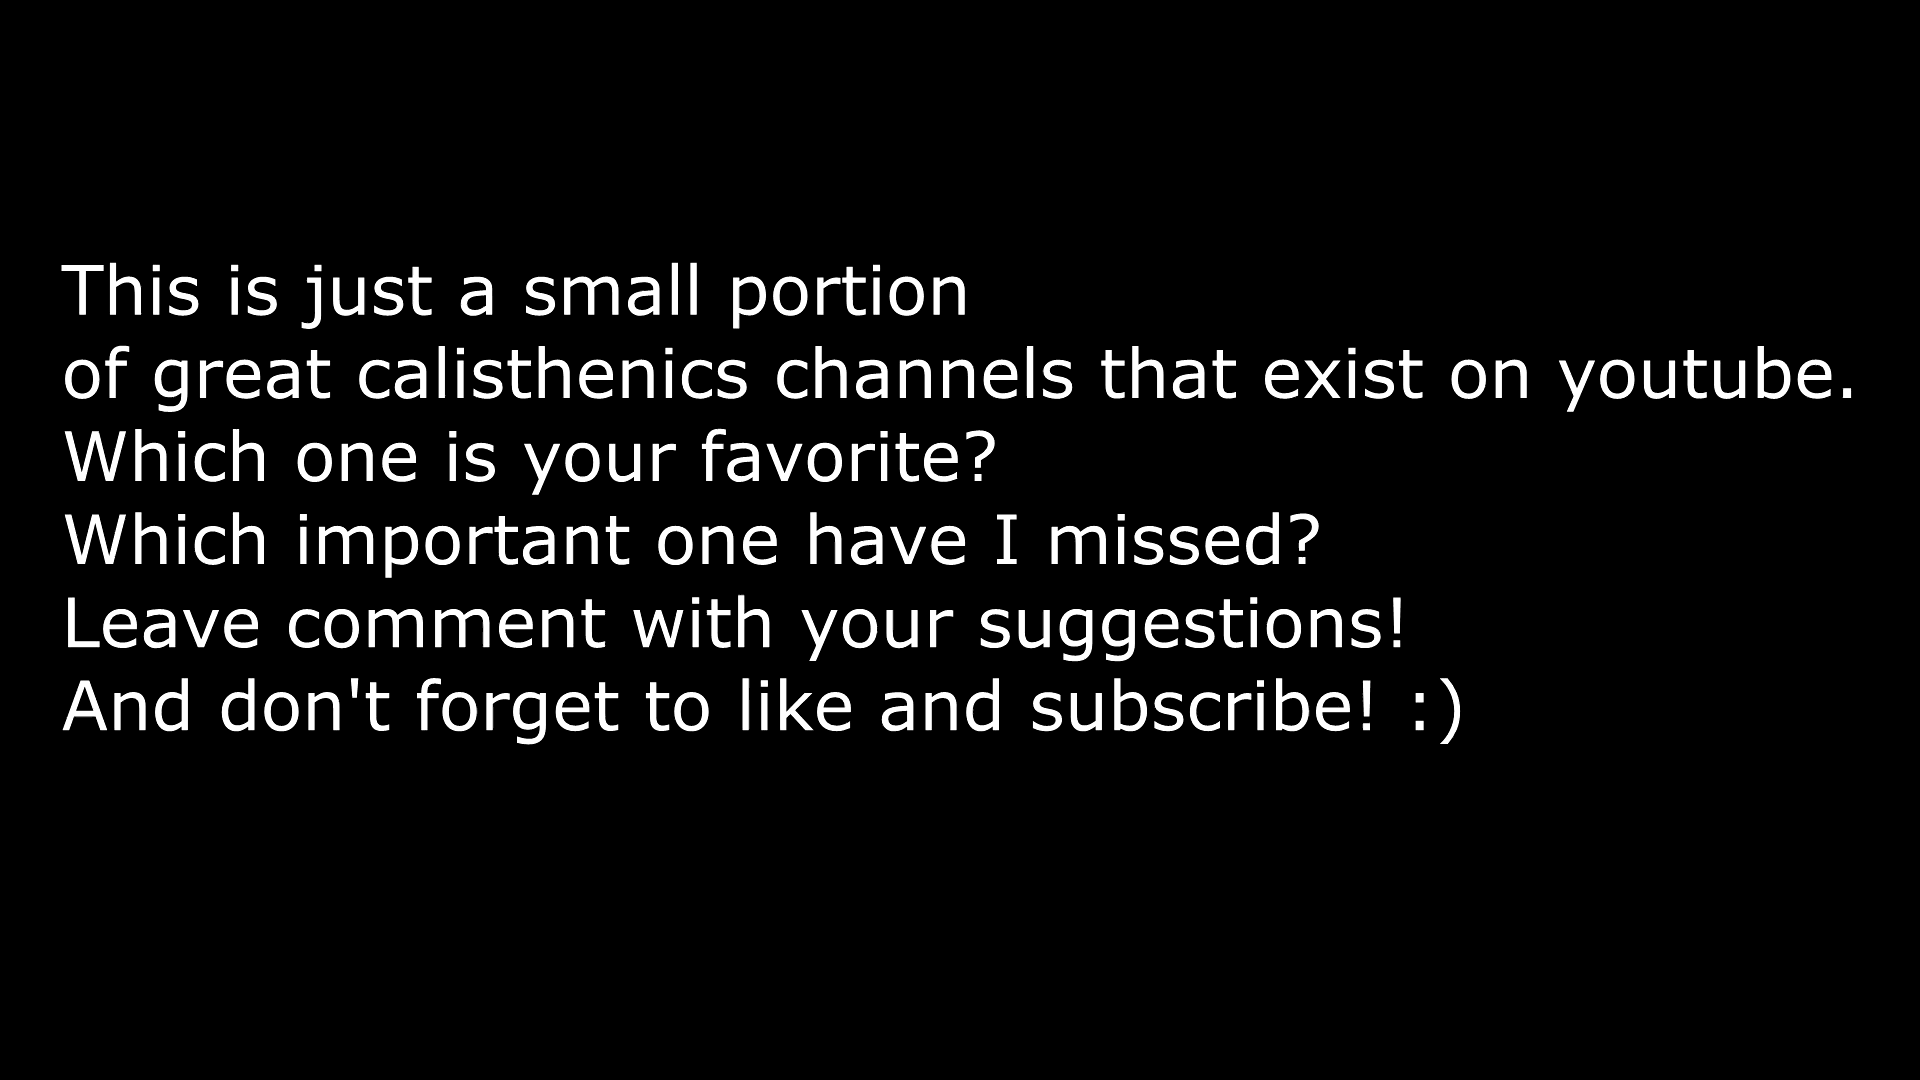 This is just a small portion
of great calisthenics channels that exist on youtube.
Which one is your favorite?
Which important one have I missed?
Leave comment with your suggestions!
And don't forget to like and subscribe! :)